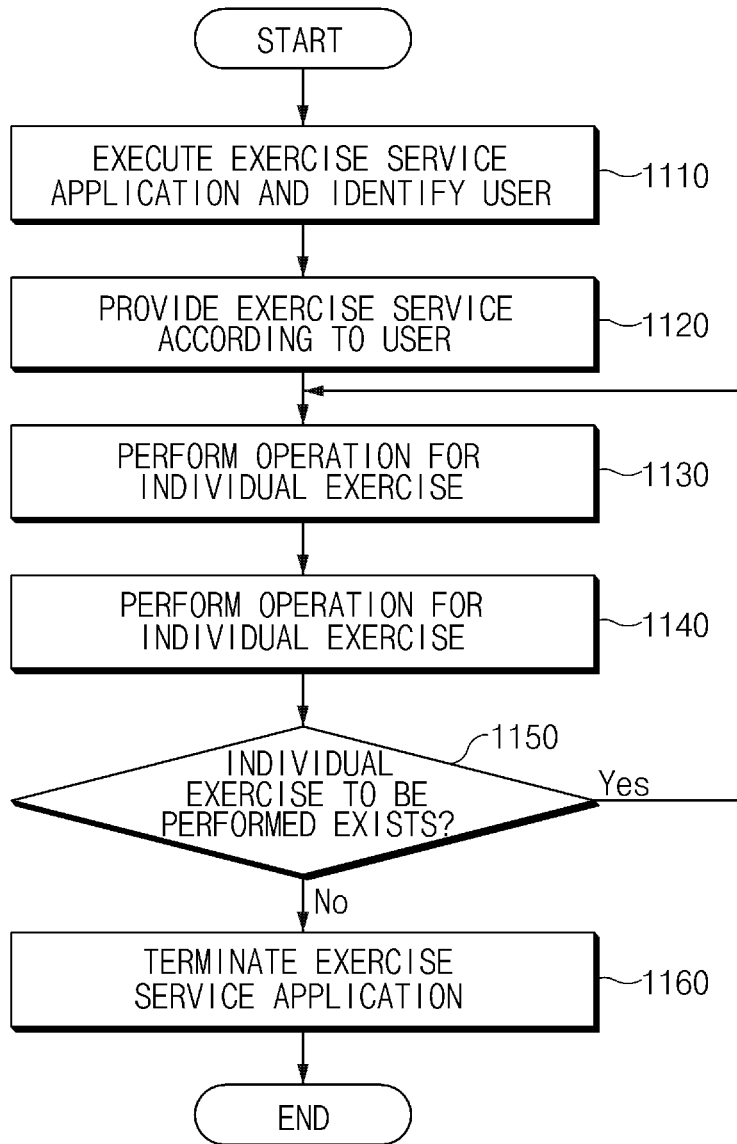 START
EXECUTE EXERCISE SERVICE
APPLICATION AND IDENTIFY USER
1110
PROVIDE EXERCISE SERVICE
ACCORDING TO USER
1120
PERFORM OPERATION FOR
INDIVIDUAL EXERCISE
1130
PERFORM OPERATION FOR
INDIVIDUAL EXERCISE
1140
1150
INDIVIDUAL
EXERCISE TO BE
PERFORMED EXISTS?
Yes
No
TERMINATE EXERCISE
SERVICE APPLICATION
1160
END